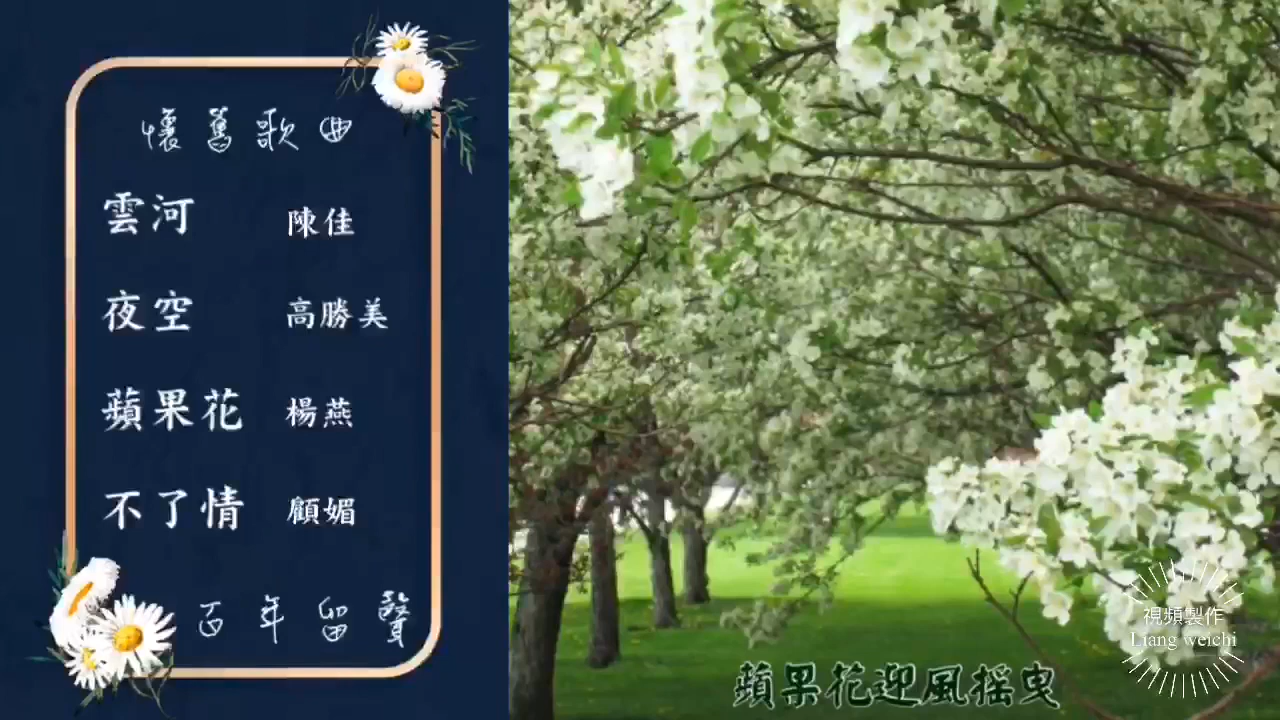 懷舊歌曲
雲河 陳佳
夜空 高勝美
蘋果花 楊燕
不了情 顧媚
百年留聲
蘋果花迎風搖曳
視頻製作
Liang weichi